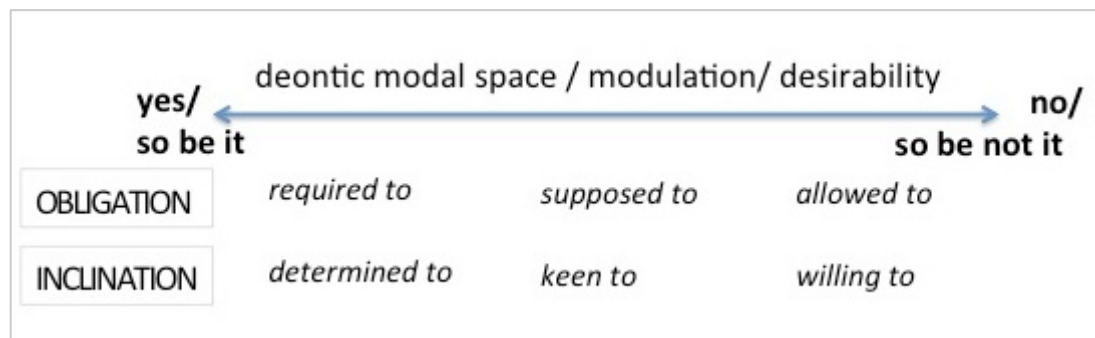 deontic modal space / modulation/ desirability
yes/
so be it
no/
so be not it
OBLIGATION required to supposed to allowed to
INCLINATION determined to keen to willing to